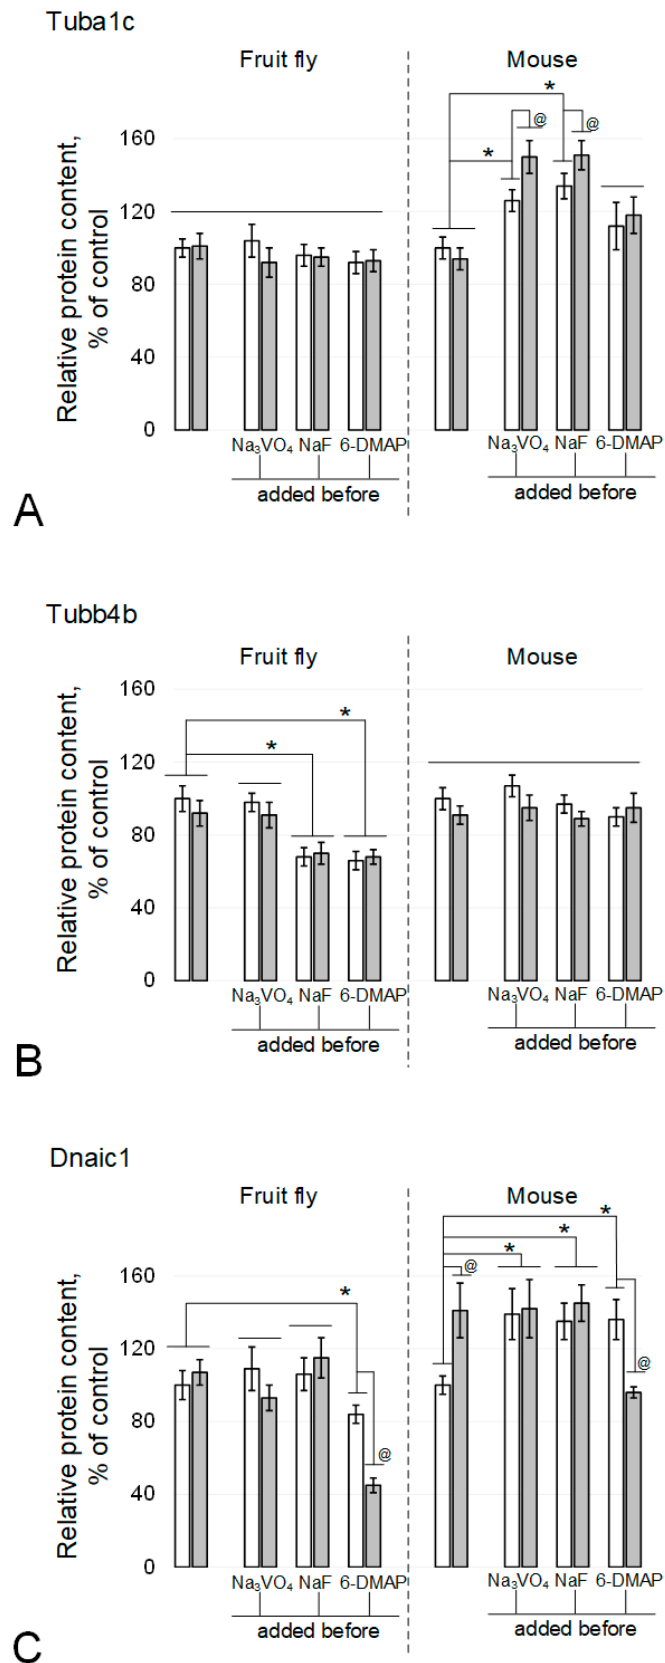 Tuba1c
Fruit fly
Mouse
Relative protein content,
% of control
160
120
80
40
0
*
*
@
@
Na₃VO₄ NaF 6-DMAP
added before
Na₃VO₄ NaF 6-DMAP
added before
A
Tubb4b
Fruit fly
Mouse
Relative protein content,
% of control
160
120
80
40
0
*
*
Na₃VO₄ NaF 6-DMAP
added before
Na₃VO₄ NaF 6-DMAP
added before
B
Dnaic1
Fruit fly
Mouse
Relative protein content,
% of control
160
120
80
40
0
*
@
*
*
*
@
@
Na₃VO₄ NaF 6-DMAP
added before
Na₃VO₄ NaF 6-DMAP
added before
C